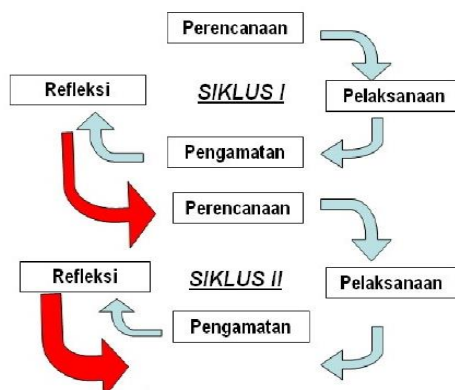 Perencanaan
Refleksi
SIKLUS I
Pelaksanaan
Pengamatan
Perencanaan
Refleksi
SIKLUS II
Pelaksanaan
Pengamatan